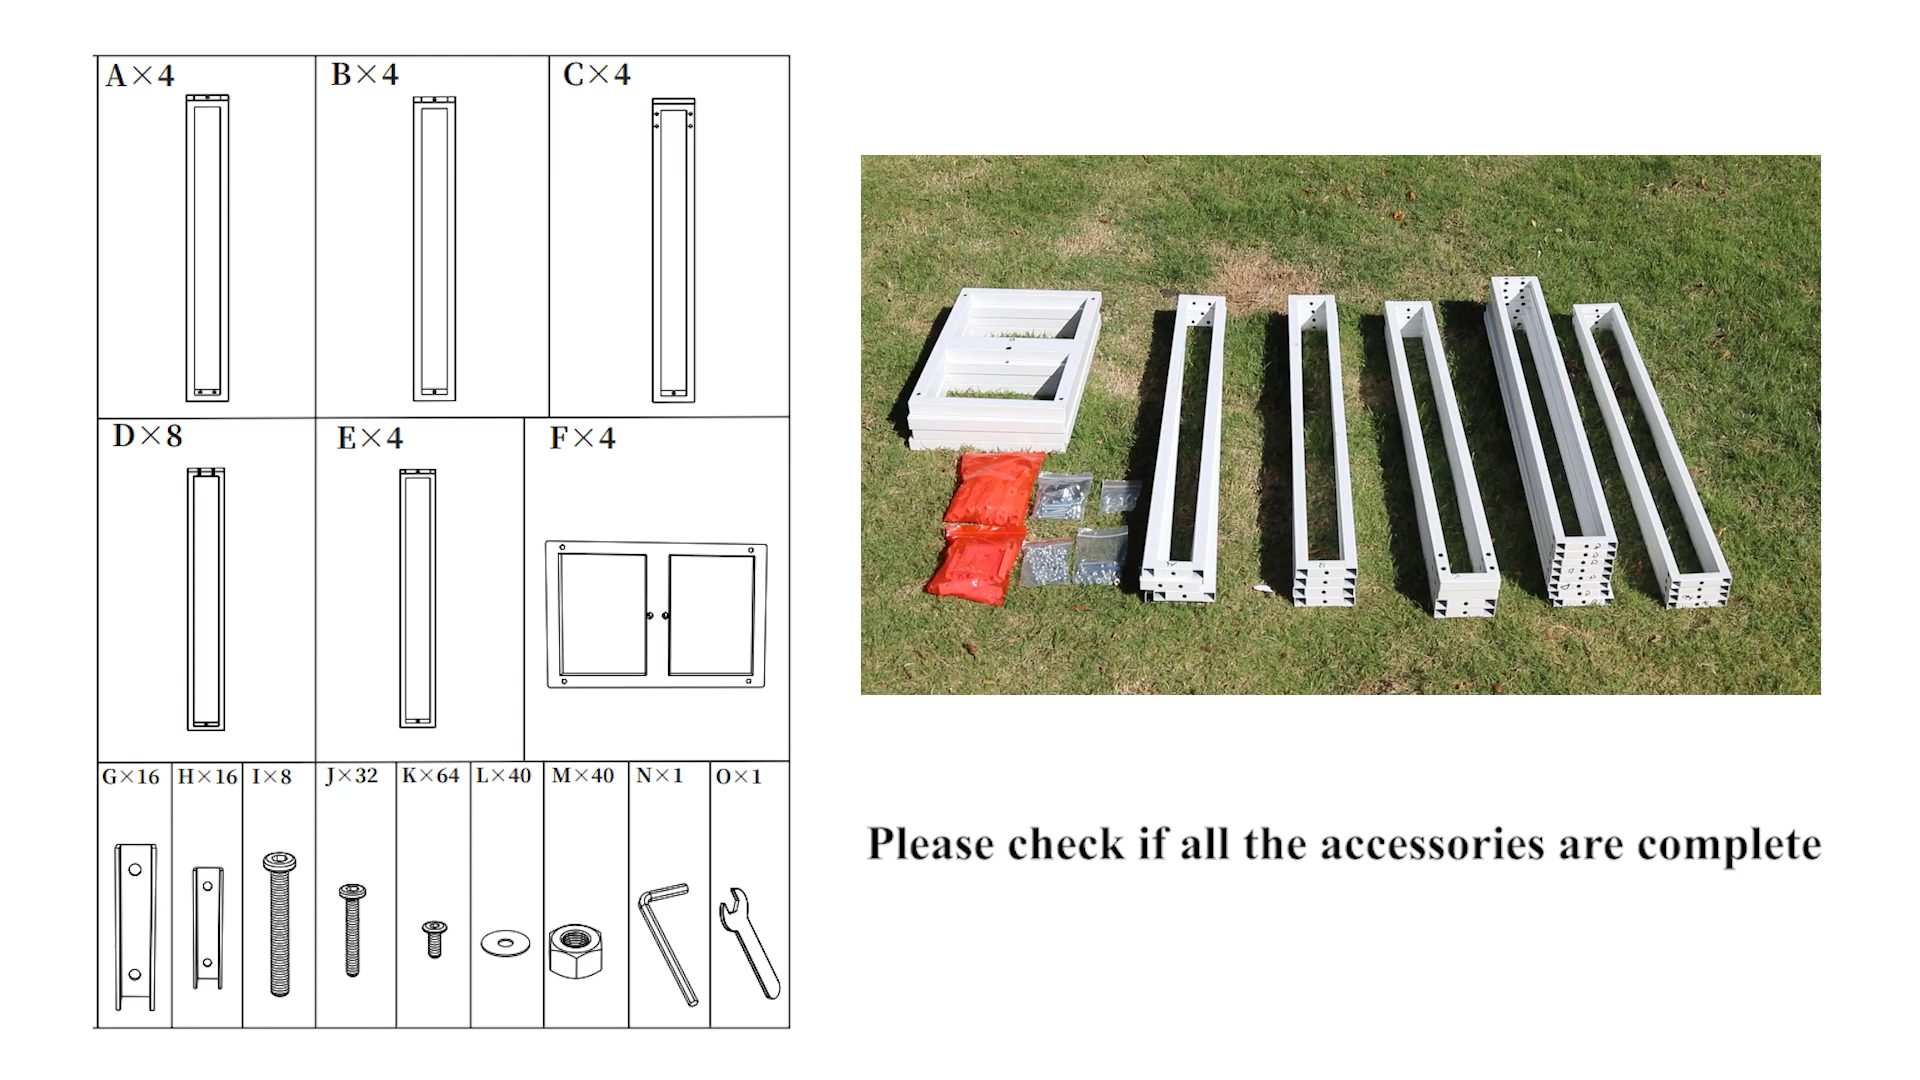 A×4 B×4 C×4
D×8 E×4 F×4
G×16 H×16 I×8 J×32 K×64 L×40 M×40 N×1 O×1
Please check if all the accessories are complete